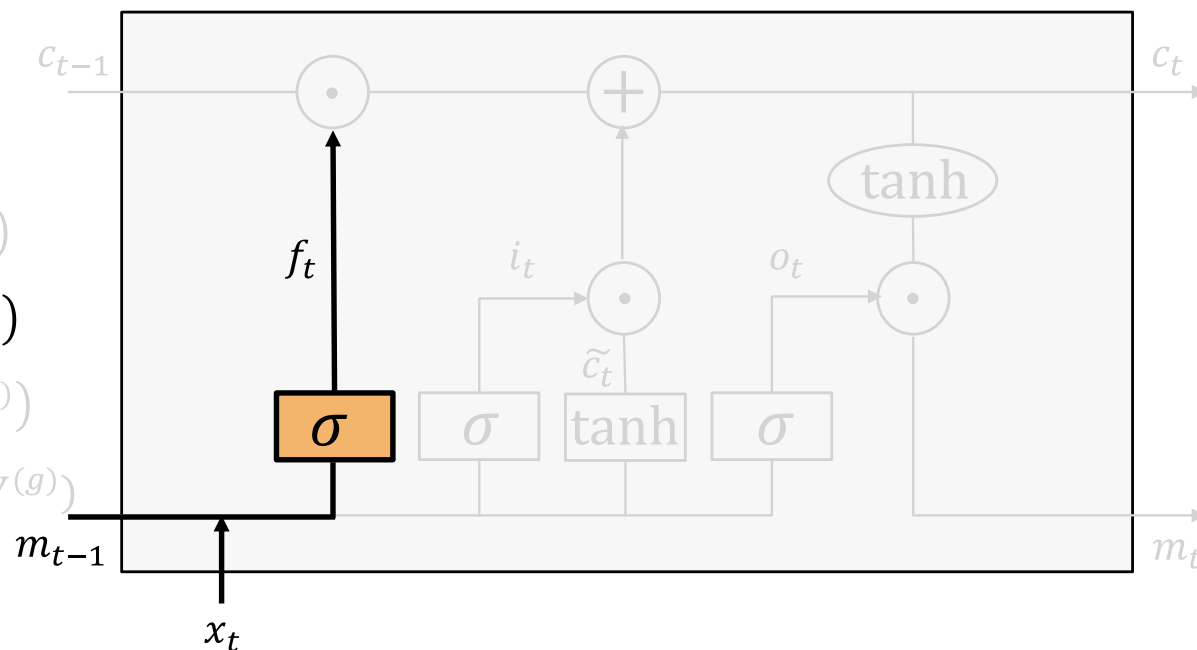 c_{t−1} c_t
⊙ +
tanh
)
f_t i_t o_t
⊙ ⊙
)
c̃_t
) )
σ σ tanh σ
(g) )
m_{t−1} m_t
x_t